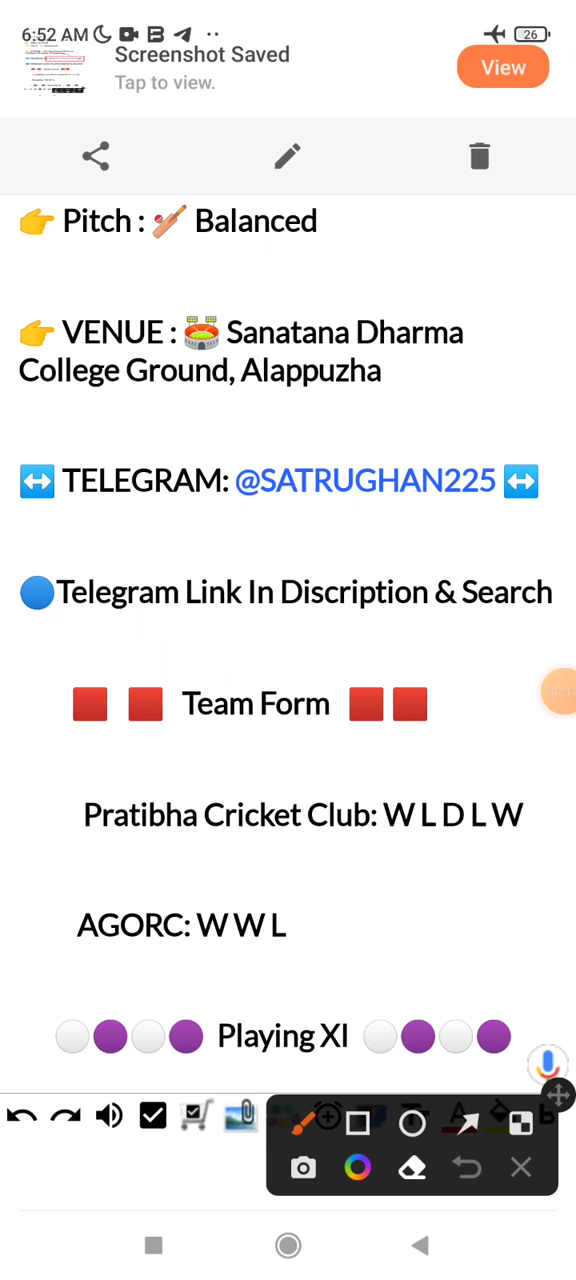 6:52 AM
26
Screenshot Saved
Tap to view.
View
👉 Pitch : 🏏 Balanced
👉 VENUE : 🏟️ Sanatana Dharma
College Ground, Alappuzha
↔️ TELEGRAM: @SATRUGHAN225 ↔️
🔵Telegram Link In Discription & Search
🟥 🟥 Team Form 🟥 🟥
Pratibha Cricket Club: W L D L W
AGORC: W W L
⚪🟣⚪🟣 Playing XI ⚪🟣⚪🟣